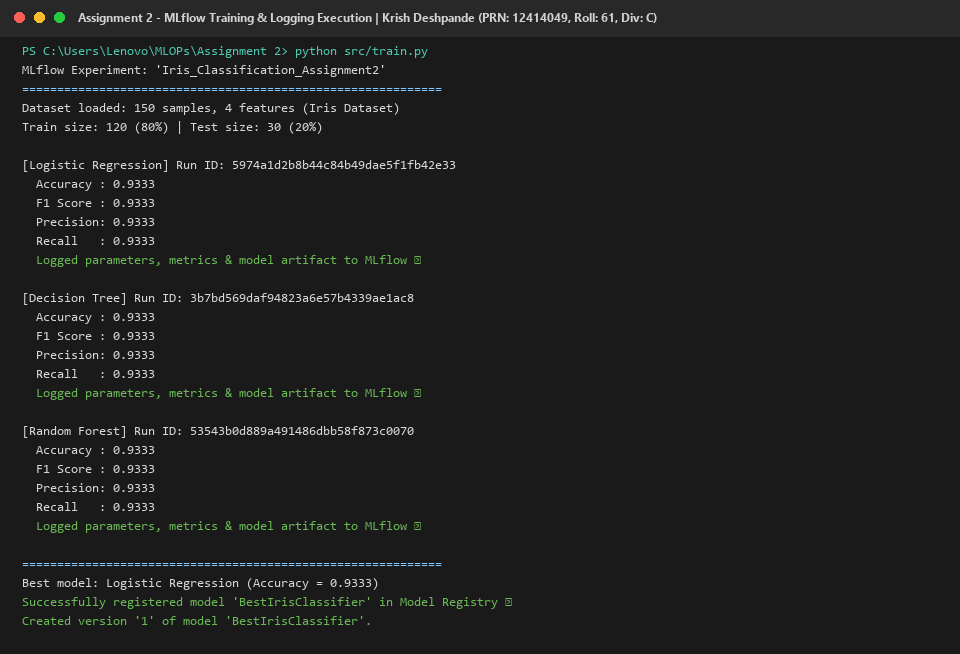 Assignment 2 - MLflow Training & Logging Execution | Krish Deshpande (PRN: 12414049, Roll: 61, Div: C)
PS C:\Users\Lenovo\MLOPs\Assignment 2> python src/train.py
MLflow Experiment: 'Iris_Classification_Assignment2'
============================================================
Dataset loaded: 150 samples, 4 features (Iris Dataset)
Train size: 120 (80%) | Test size: 30 (20%)
[Logistic Regression] Run ID: 5974a1d2b8b44c84b49dae5f1fb42e33
Accuracy : 0.9333
F1 Score : 0.9333
Precision: 0.9333
Recall   : 0.9333
Logged parameters, metrics & model artifact to MLflow
[Decision Tree] Run ID: 3b7bd569daf94823a6e57b4339ae1ac8
Accuracy : 0.9333
F1 Score : 0.9333
Precision: 0.9333
Recall   : 0.9333
Logged parameters, metrics & model artifact to MLflow
[Random Forest] Run ID: 53543b0d889a491486dbb58f873c0070
Accuracy : 0.9333
F1 Score : 0.9333
Precision: 0.9333
Recall   : 0.9333
Logged parameters, metrics & model artifact to MLflow
============================================================
Best model: Logistic Regression (Accuracy = 0.9333)
Successfully registered model 'BestIrisClassifier' in Model Registry
Created version '1' of model 'BestIrisClassifier'.